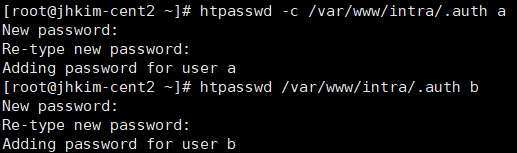 [root@jhkim-cent2 ~]# htpasswd -c /var/www/intra/.auth a
New password:
Re-type new password:
Adding password for user a
[root@jhkim-cent2 ~]# htpasswd /var/www/intra/.auth b
New password:
Re-type new password:
Adding password for user b